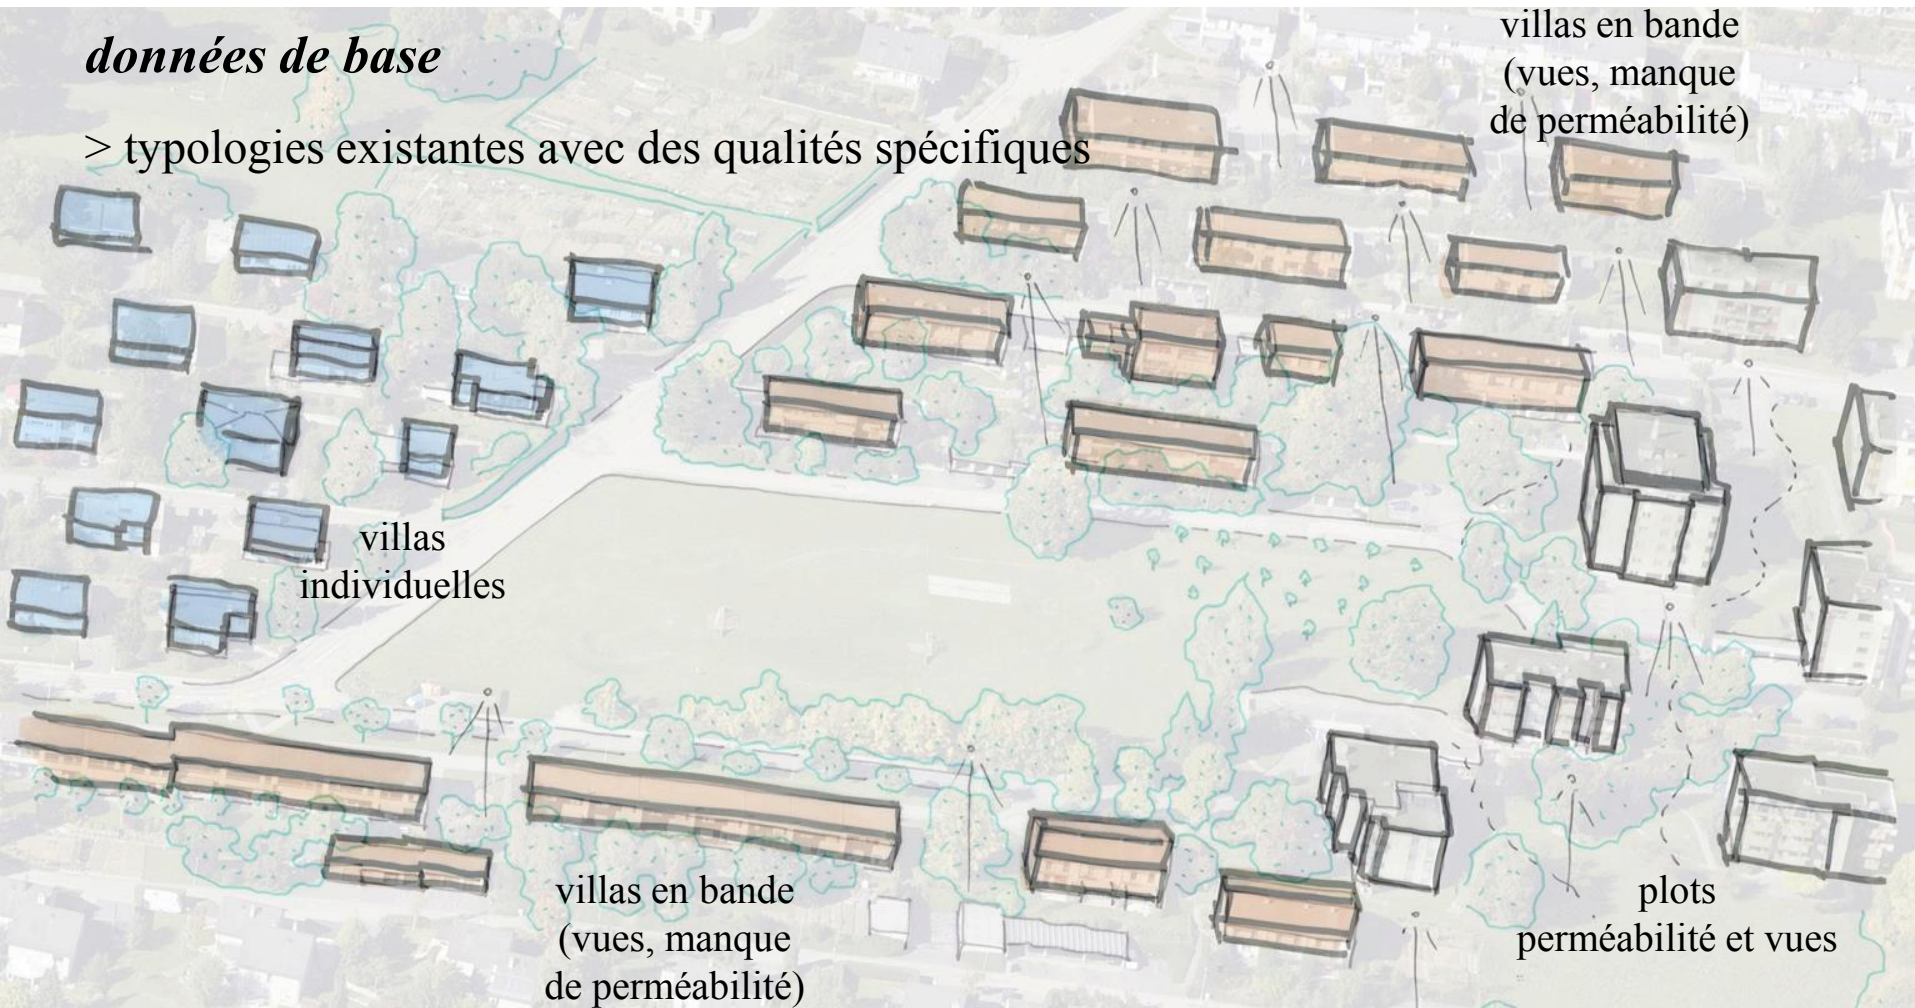 données de base
> typologies existantes avec des qualités spécifiques
villas en bande
(vues, manque
de perméabilité)
villas
individuelles
villas en bande
(vues, manque
de perméabilité)
plots
perméabilité et vues